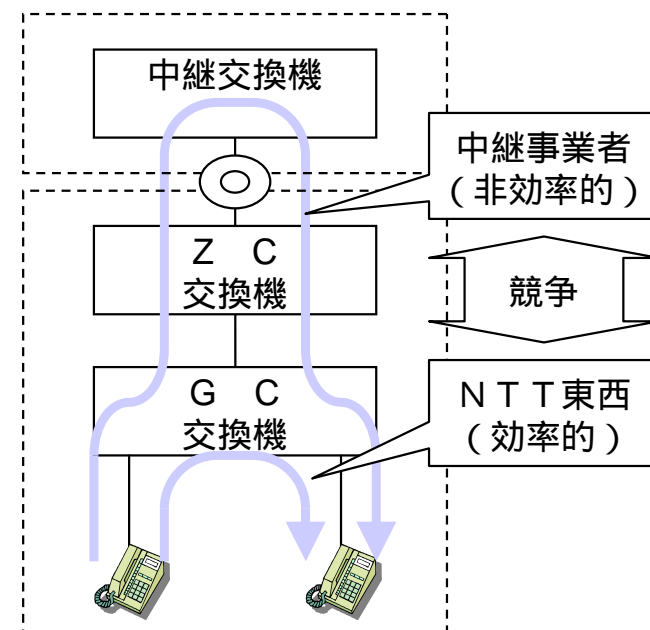 中継交換機
中継事業者
（非効率的）
Ｚ　Ｃ
交換機
競争
Ｇ　Ｃ
交換機
ＮＴＴ東西
（効率的）